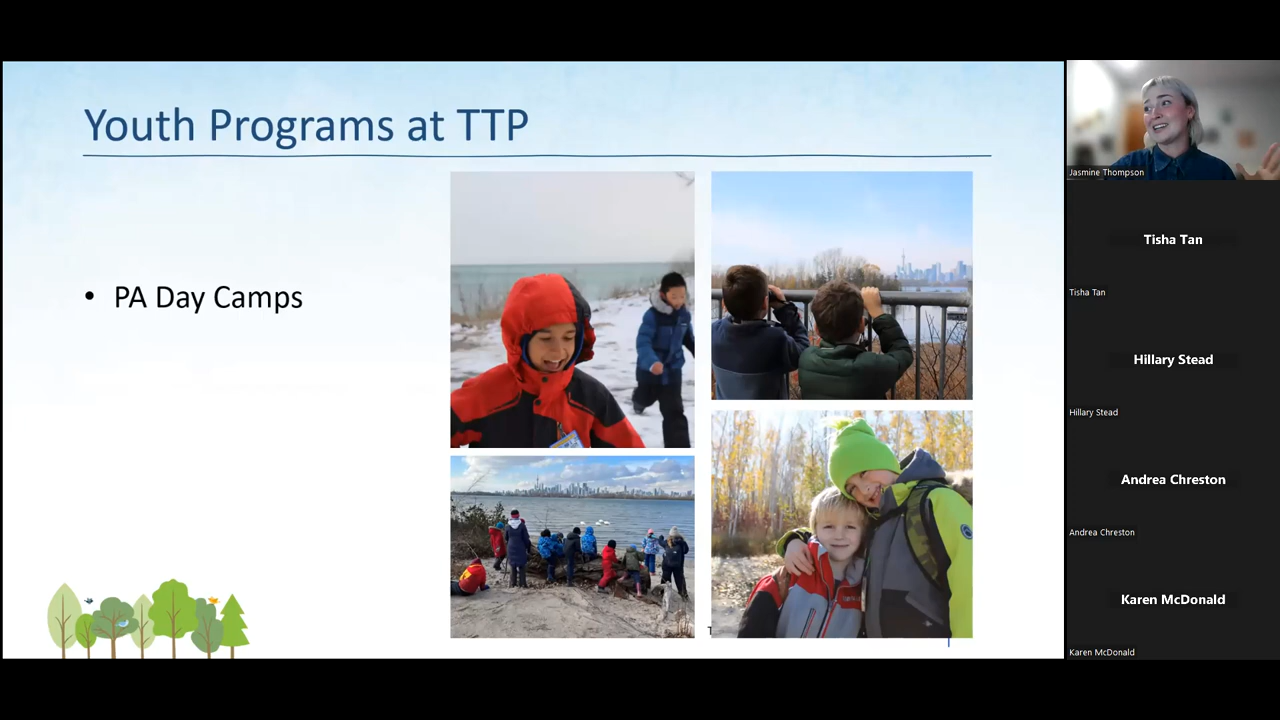 Youth Programs at TTP
• PA Day Camps
Jasmine Thompson
Tisha Tan
Tisha Tan
Hillary Stead
Hillary Stead
Andrea Chreston
Andrea Chreston
Karen McDonald
Karen McDonald